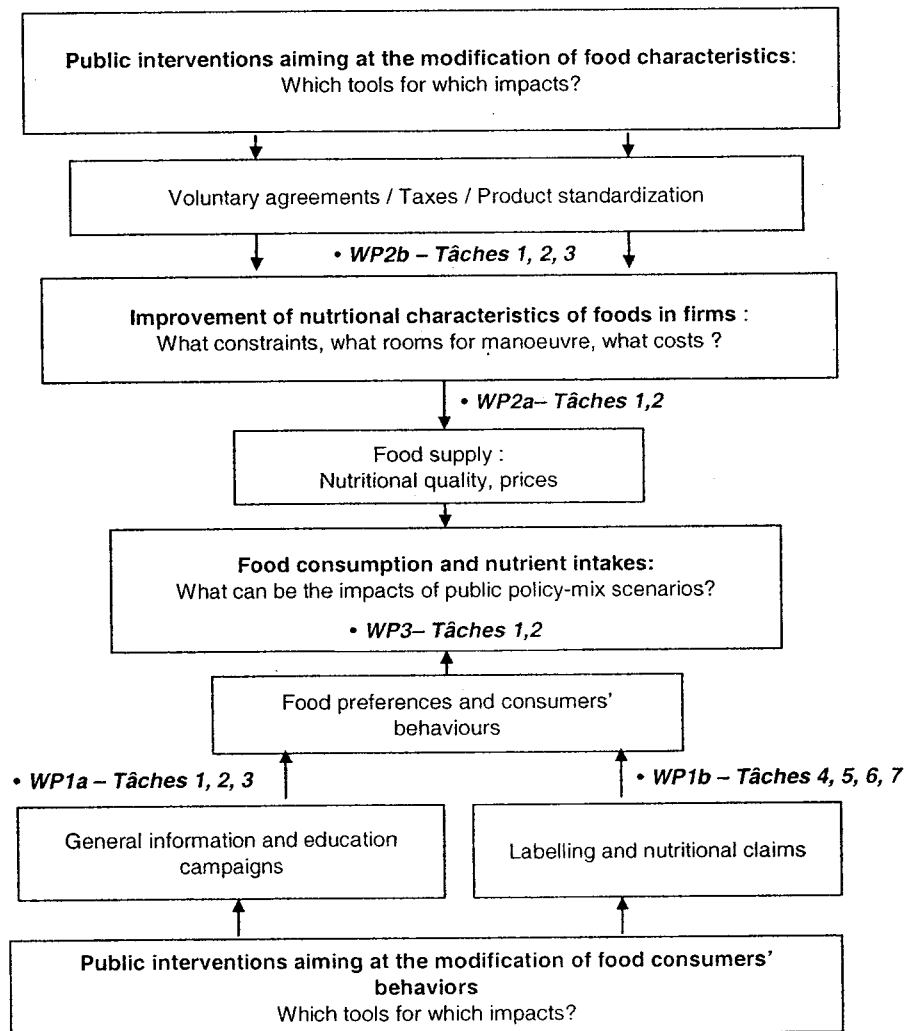 Public interventions aiming at the modification of food characteristics:
Which tools for which impacts?
Voluntary agreements / Taxes / Product standardization
• WP2b – Tâches 1, 2, 3
Improvement of nutrtional characteristics of foods in firms :
What constraints, what rooms for manoeuvre, what costs ?
• WP2a– Tâches 1,2
Food supply :
Nutritional quality, prices
Food consumption and nutrient intakes:
What can be the impacts of public policy-mix scenarios?
• WP3– Tâches 1,2
Food preferences and consumers'
behaviours
• WP1a – Tâches 1, 2, 3
• WP1b – Tâches 4, 5, 6, 7
General information and education
campaigns
Labelling and nutritional claims
Public interventions aiming at the modification of food consumers'
behaviors
Which tools for which impacts?